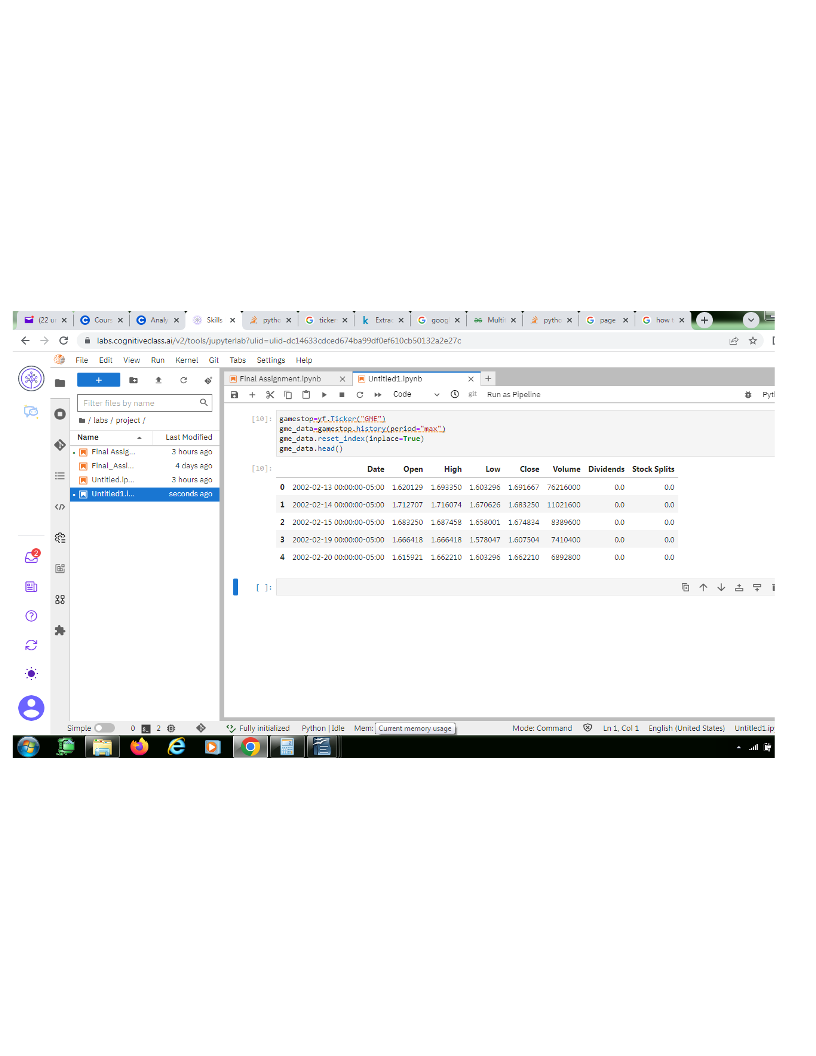 (22 u
Cours
Analy
Skills
pytho
ticker
Extra
goog
Multi
pytho
page
how t
labs.cognitiveclass.ai/v2/tools/jupyterlab?ulid=ulid-dc14633cdced674ba99df0ef610cb50132a2e27c
File Edit View Run Kernel Git Tabs Settings Help
Final Assignment.ipynb
Untitled1.ipynb
Code
git
Run as Pipeline
Pyt
Filter files by name
/ labs / project /
Name Last Modified
Final Assig... 3 hours ago
Final_Assi... 4 days ago
Untitled.ip... 3 hours ago
Untitled1.i... seconds ago
[10]: gamestop=yf.Ticker("GME")
gme_data=gamestop.history(period="max")
gme_data.reset_index(inplace=True)
gme_data.head()
[10]: Date Open High Low Close Volume Dividends Stock Splits
0 2002-02-13 00:00:00-05:00 1.620129 1.693350 1.603296 1.691667 76216000 0.0 0.0
1 2002-02-14 00:00:00-05:00 1.712707 1.716074 1.670626 1.683250 11021600 0.0 0.0
2 2002-02-15 00:00:00-05:00 1.683250 1.687458 1.658001 1.674834 8389600 0.0 0.0
3 2002-02-19 00:00:00-05:00 1.666418 1.666418 1.578047 1.607504 7410400 0.0 0.0
4 2002-02-20 00:00:00-05:00 1.615921 1.662210 1.603296 1.662210 6892800 0.0 0.0
[ ]:
2
Simple 0 2 Fully initialized Python | Idle Mem: Current memory usage Mode: Command Ln 1, Col 1 English (United States) Untitled1.ip